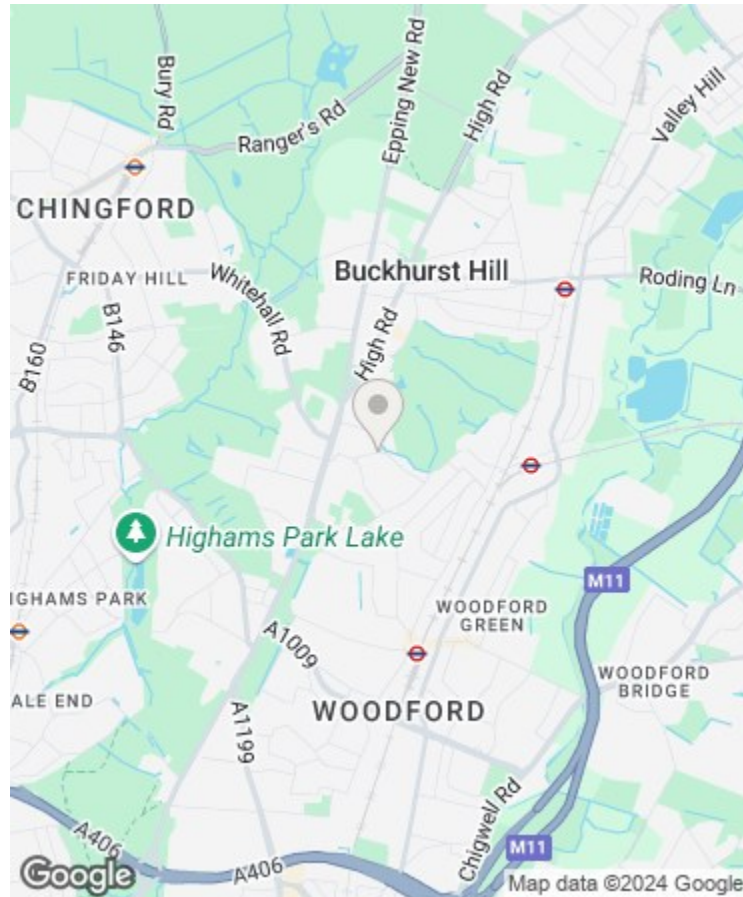 Bury Rd
Epping New Rd
High Rd
Valley Hill
Ranger's Rd
CHINGFORD
Buckhurst Hill
FRIDAY HILL
Whitehall Rd
Roding Ln
B146
B160
High Rd
Highams Park Lake
IGHAMS PARK
M11
WOODFORD
GREEN
A1009
WOODFORD
BRIDGE
ALE END
WOODFORD
A1199
Chigwell Rd
A406
A406
M11
Google
Map data ©2024 Google